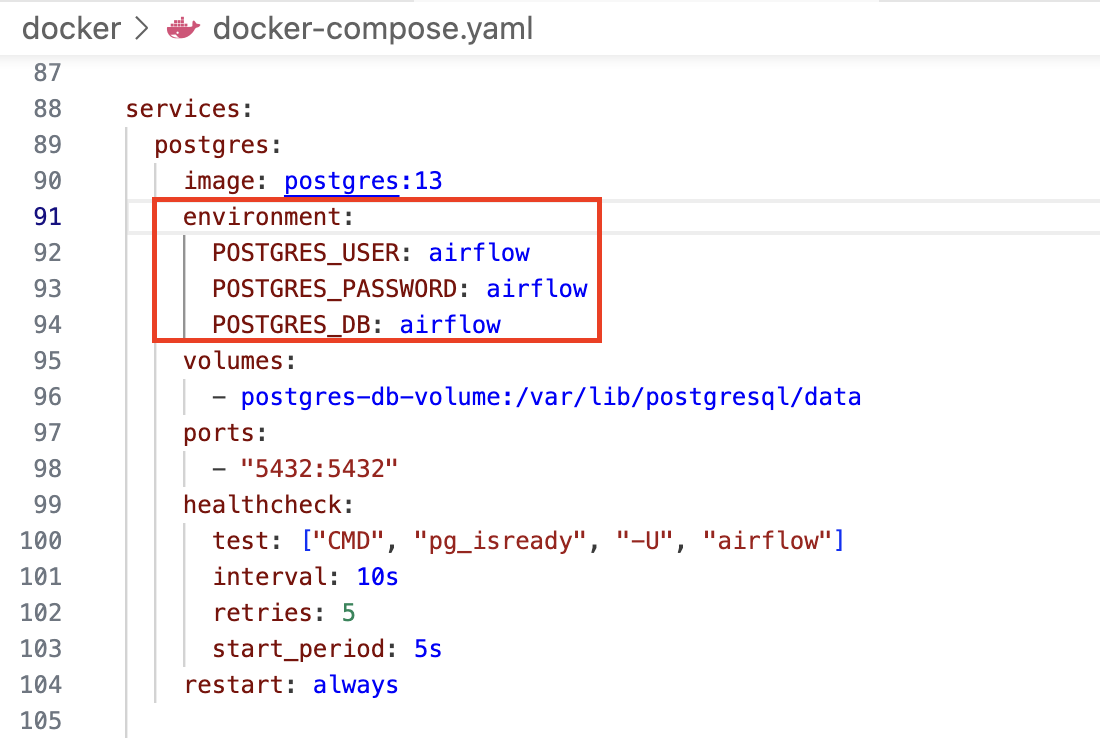 docker > docker-compose.yaml
87
88 services:
89 postgres:
90 image: postgres:13
91 environment:
92 POSTGRES_USER: airflow
93 POSTGRES_PASSWORD: airflow
94 POSTGRES_DB: airflow
95 volumes:
96 - postgres-db-volume:/var/lib/postgresql/data
97 ports:
98 - "5432:5432"
99 healthcheck:
100 test: ["CMD", "pg_isready", "-U", "airflow"]
101 interval: 10s
102 retries: 5
103 start_period: 5s
104 restart: always
105